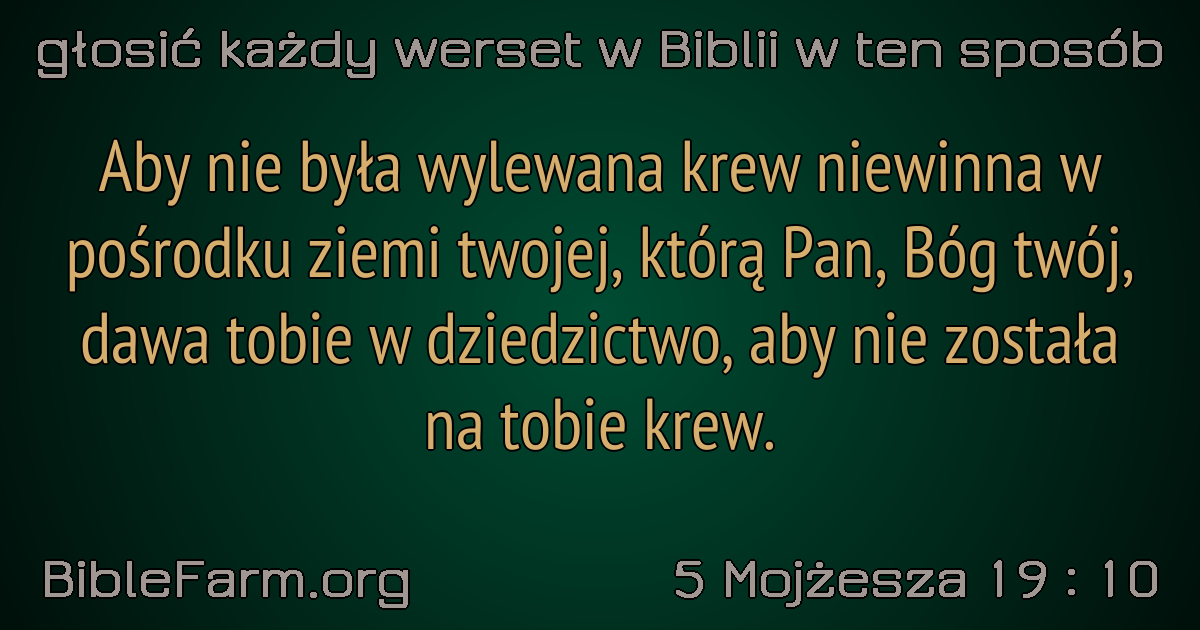 głosić każdy werset w Biblii w ten sposób
Aby nie była wylewana krew niewinna w
pośrodku ziemi twojej, którą Pan, Bóg twój,
dawa tobie w dziedzictwo, aby nie została
na tobie krew.
BibleFarm.org
5 Mojżesza 19 : 10